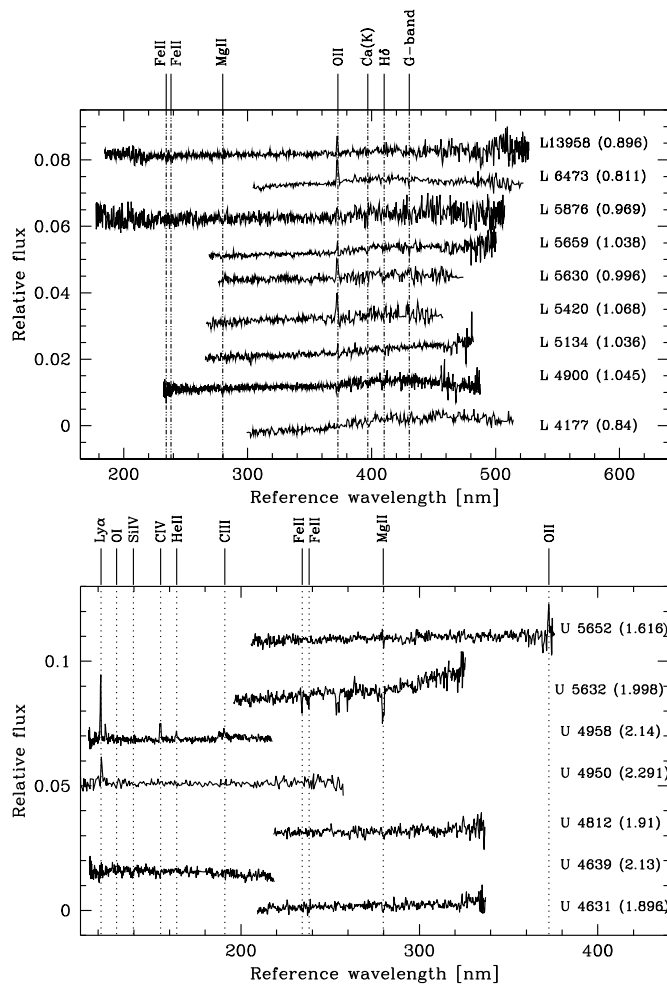 FeII FeII MgII OII Ca(K) Hδ G-band
L13958 (0.896)
0.08
L 6473 (0.811)
L 5876 (0.969)
0.06
L 5659 (1.038)
L 5630 (0.996)
0.04
L 5420 (1.068)
L 5134 (1.036)
0.02
L 4900 (1.045)
0
L 4177 (0.84)
Relative flux
200 300 400 500 600
Reference wavelength [nm]
Lyα OI SiIV CIV HeII CIII FeII FeII MgII OII
U 5652 (1.616)
0.1
U 5632 (1.998)
U 4958 (2.14)
U 4950 (2.291)
0.05
U 4812 (1.91)
U 4639 (2.13)
0
U 4631 (1.896)
Relative flux
200 300 400
Reference wavelength [nm]